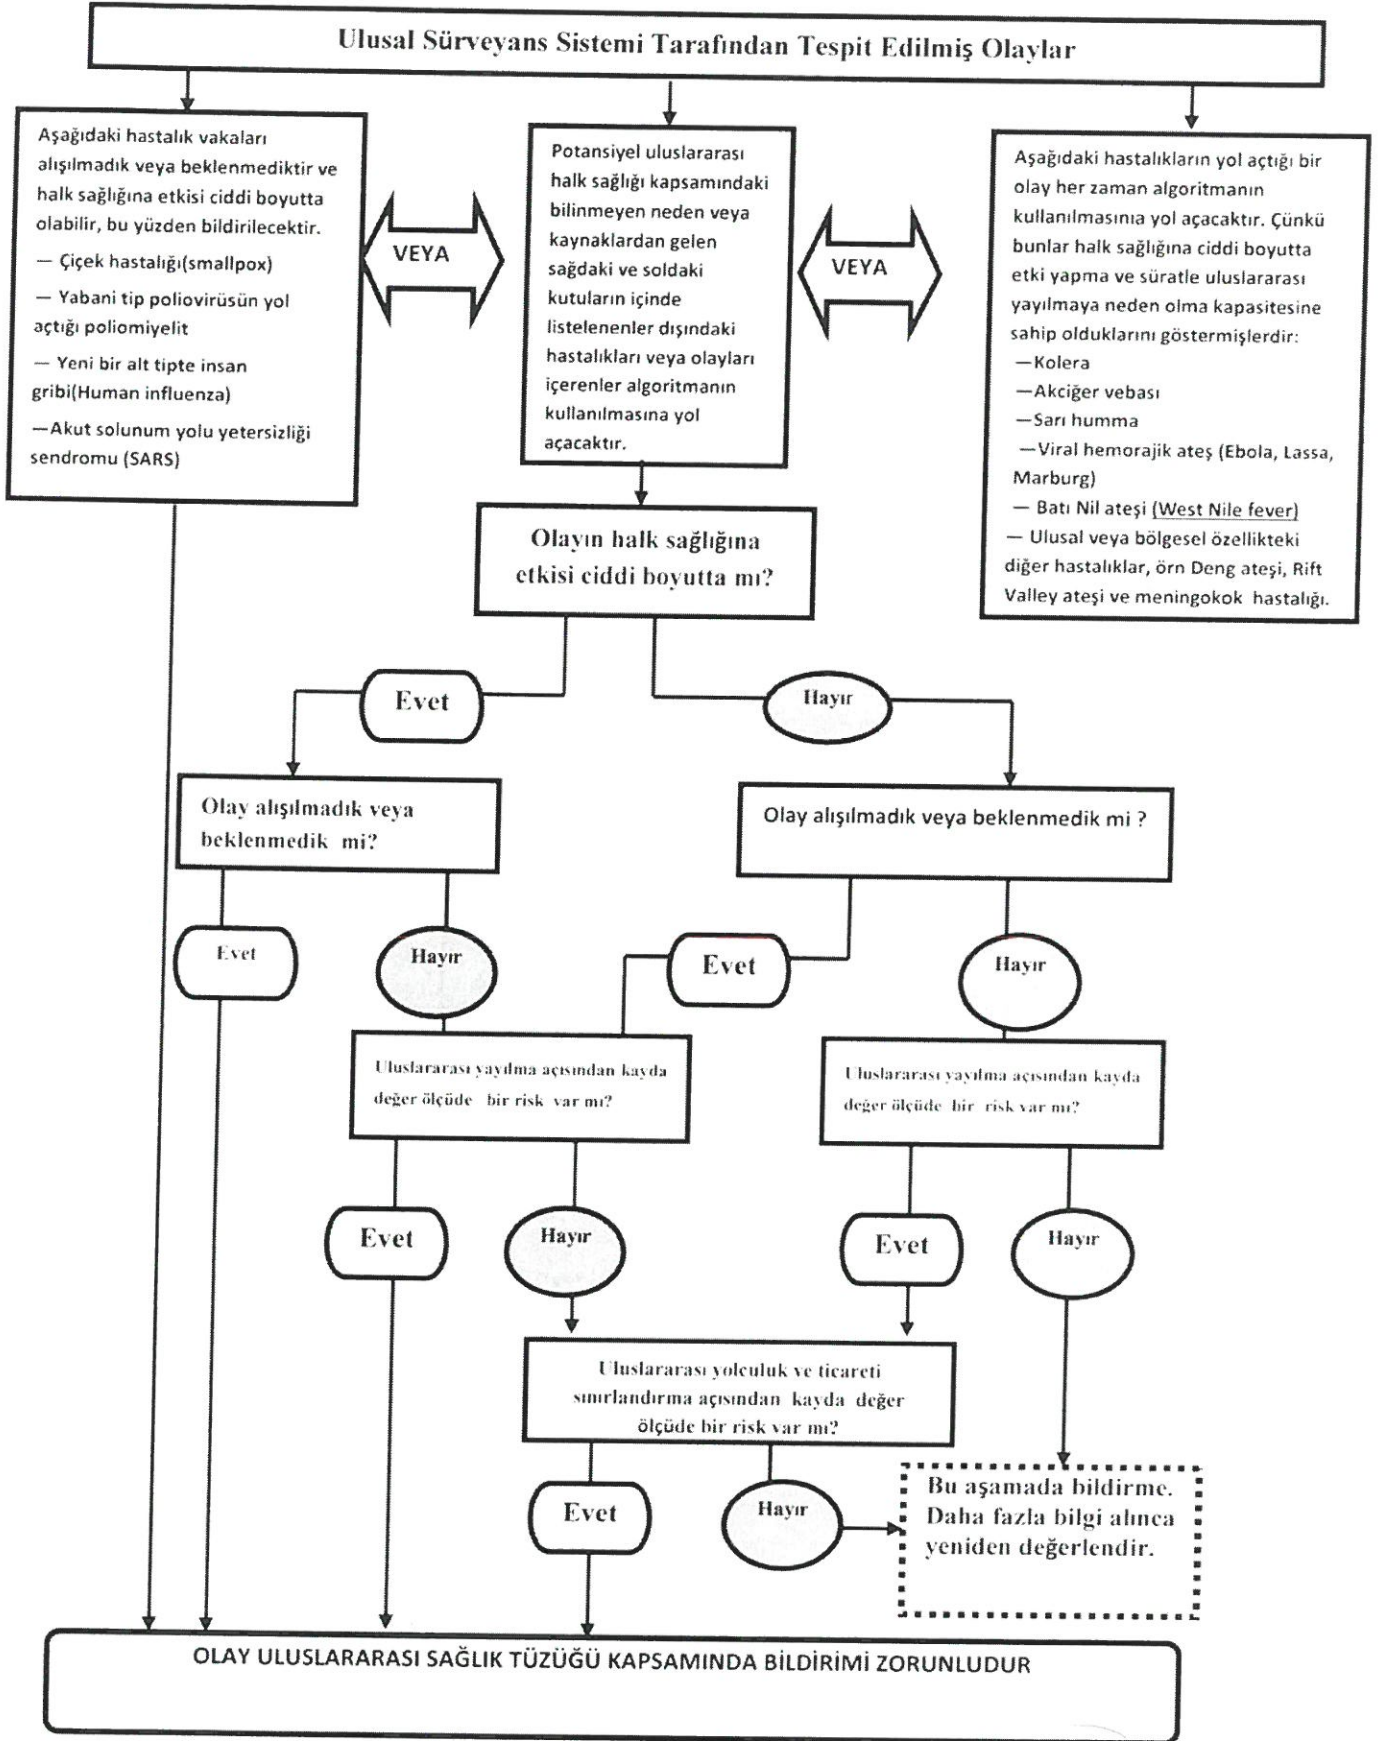 Ulusal Sürveyans Sistemi Tarafından Tespit Edilmiş Olaylar
Aşağıdaki hastalık vakaları
alışılmadık veya beklenmediktir ve
halk sağlığına etkisi ciddi boyutta
olabilir, bu yüzden bildirilecektir.
— Çiçek hastalığı(smallpox)
— Yabani tip poliovirüsün yol
açtığı poliomiyelit
— Yeni bir alt tipte insan
gribi(Human influenza)
—Akut solunum yolu yetersizliği
sendromu (SARS)
VEYA
Potansiyel uluslararası
halk sağlığı kapsamındaki
bilinmeyen neden veya
kaynaklardan gelen
sağdaki ve soldaki
kutuların içinde
listelenenler dışındaki
hastalıkları veya olayları
içerenler algoritmanın
kullanılmasına yol
açacaktır.
VEYA
Aşağıdaki hastalıkların yol açtığı bir
olay her zaman algoritmanın
kullanılmasınıa yol açacaktır. Çünkü
bunlar halk sağlığına ciddi boyutta
etki yapma ve süratle uluslararası
yayılmaya neden olma kapasitesine
sahip olduklarını göstermişlerdir:
—Kolera
—Akciğer vebası
—Sarı humma
—Viral hemorajik ateş (Ebola, Lassa,
Marburg)
— Batı Nil ateşi (West Nile fever)
— Ulusal veya bölgesel özellikteki
diğer hastalıklar, örn Deng ateşi, Rift
Valley ateşi ve meningokok hastalığı.
Olayın halk sağlığına
etkisi ciddi boyutta mı?
Evet
Hayır
Olay alışılmadık veya
beklenmedik mi?
Olay alışılmadık veya beklenmedik mi ?
Evet
Hayır
Evet
Hayır
Uluslararası yayılma açısından kayda
değer ölçüde bir risk var mı?
Uluslararası yayılma açısından kayda
değer ölçüde bir risk var mı?
Evet
Hayır
Evet
Hayır
Uluslararası yolculuk ve ticareti
sınırlandırma açısından kayda değer
ölçüde bir risk var mı?
Evet
Hayır
Bu aşamada bildirme.
Daha fazla bilgi alınca
yeniden değerlendir.
OLAY ULUSLARARASI SAĞLIK TÜZÜĞÜ KAPSAMINDA BİLDİRİMİ ZORUNLUDUR